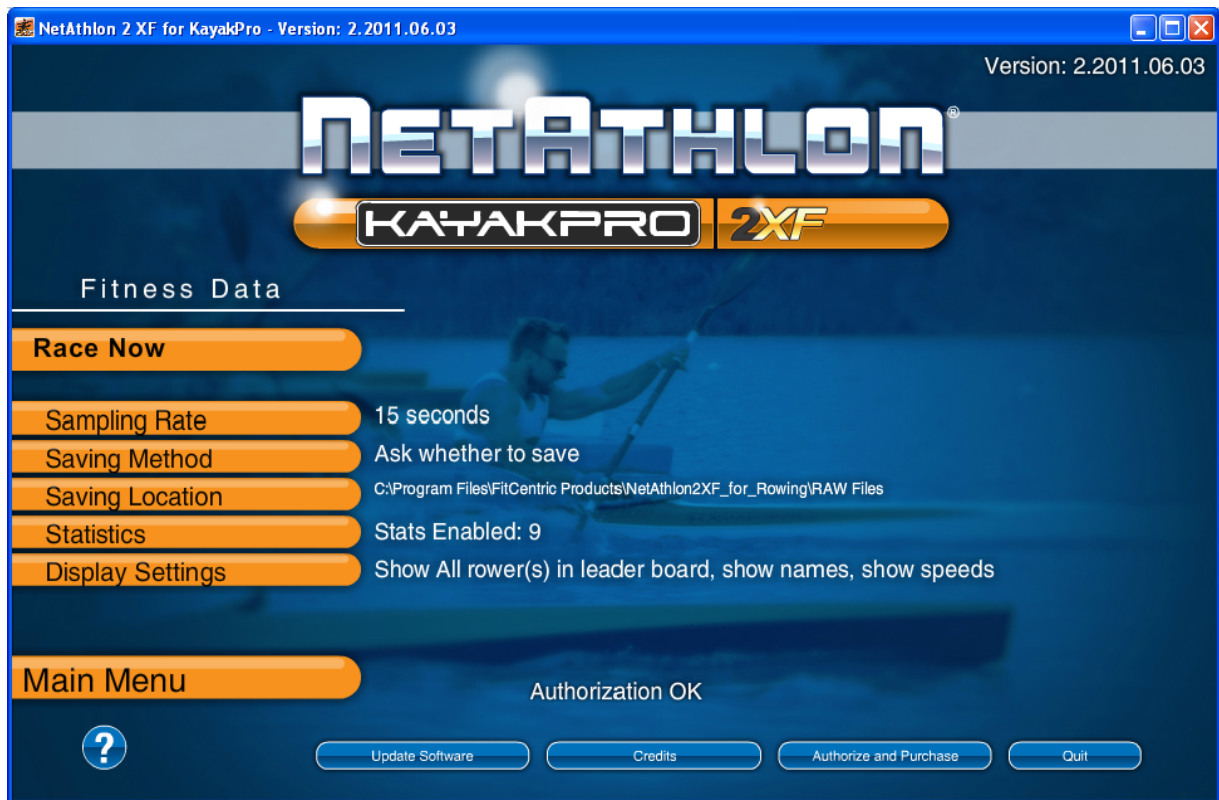 NetAthlon 2 XF for KayakPro - Version: 2.2011.06.03
Version: 2.2011.06.03
NETATHLON®
KAYAKPRO 2XF
Fitness Data
Race Now
Sampling Rate 15 seconds
Saving Method Ask whether to save
Saving Location C:\Program Files\FitCentric Products\NetAthlon2XF_for_Rowing\RAW Files
Statistics Stats Enabled: 9
Display Settings Show All rower(s) in leader board, show names, show speeds
Main Menu
Authorization OK
? Update Software Credits Authorize and Purchase Quit